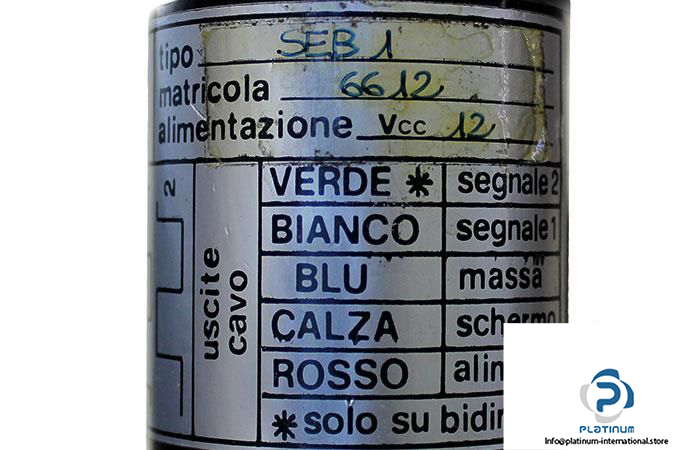 tipo SEB 1
matricola 6612
alimentazione Vcc 12
2
uscite cavo
VERDE * segnale 2
BIANCO segnale 1
BLU massa
CALZA schermo
ROSSO
* solo su
PLATINUM
Info@platinum-international.store